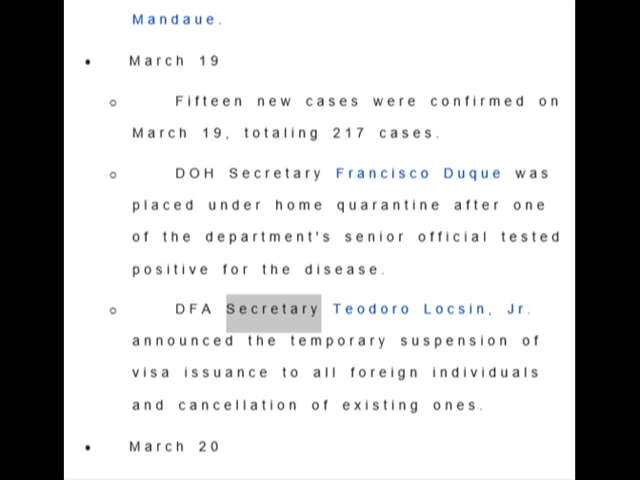 Mandaue.
• March 19
o Fifteen new cases were confirmed on
March 19, totaling 217 cases.
o DOH Secretary Francisco Duque was
placed under home quarantine after one
of the department's senior official tested
positive for the disease.
o DFA Secretary Teodoro Locsin, Jr.
announced the temporary suspension of
visa issuance to all foreign individuals
and cancellation of existing ones.
• March 20